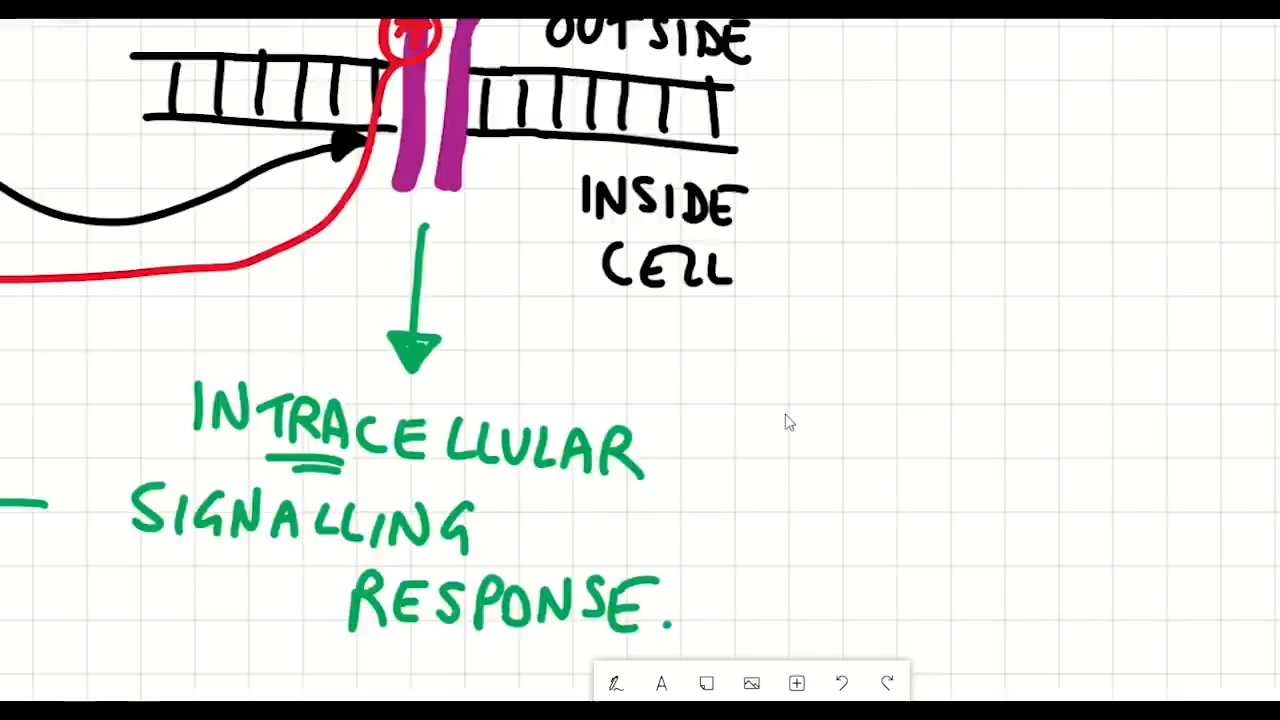 OUTSIDE
INSIDE
CELL
INTRACELLULAR
SIGNALLING
RESPONSE.
A